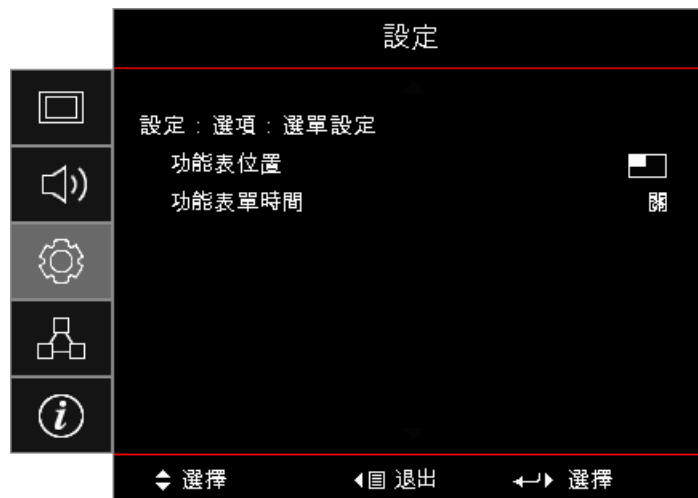 設定
設定 : 選項 : 選單設定
功能表位置
功能表單時間 關
選擇 退出 選擇